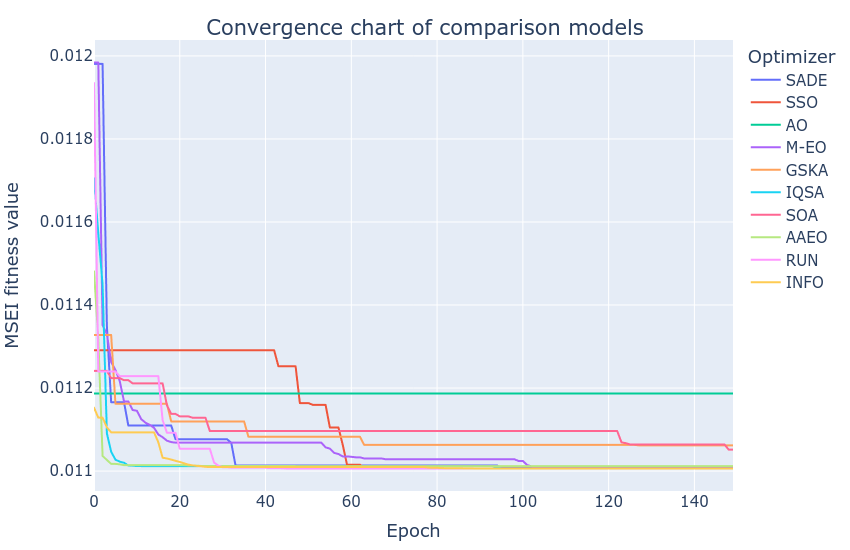 Convergence chart of comparison models
MSEI fitness value
0.012
0.0118
0.0116
0.0114
0.0112
0.011
0
20
40
60
80
100
120
140
Epoch
Optimizer
SADE
SSO
AO
M-EO
GSKA
IQSA
SOA
AAEO
RUN
INFO